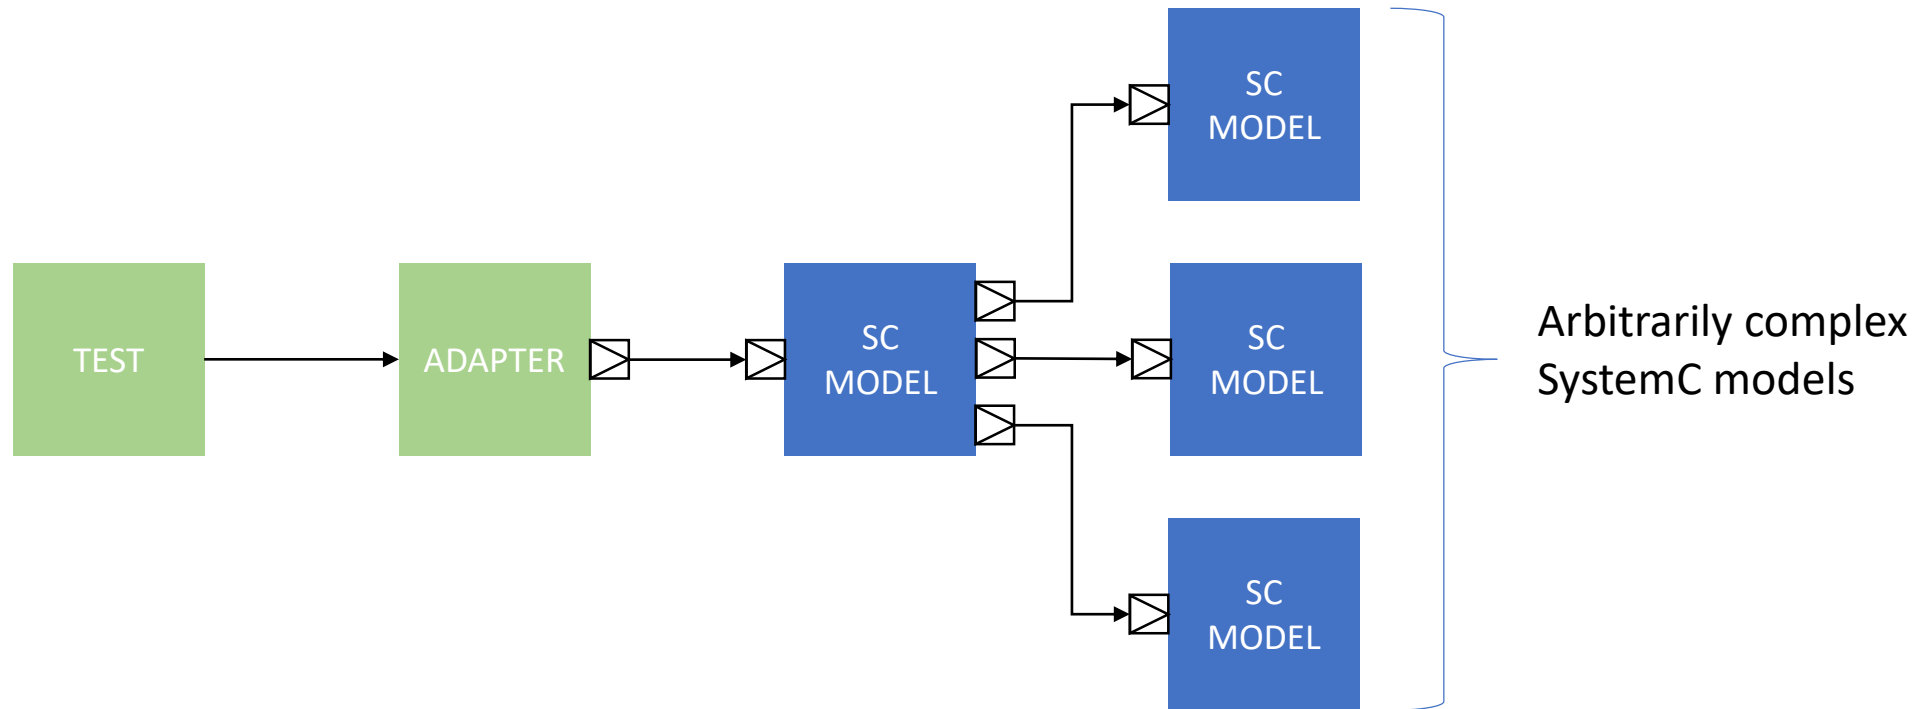 TEST
ADAPTER
SC
MODEL
SC
MODEL
SC
MODEL
SC
MODEL
Arbitrarily complex
SystemC models